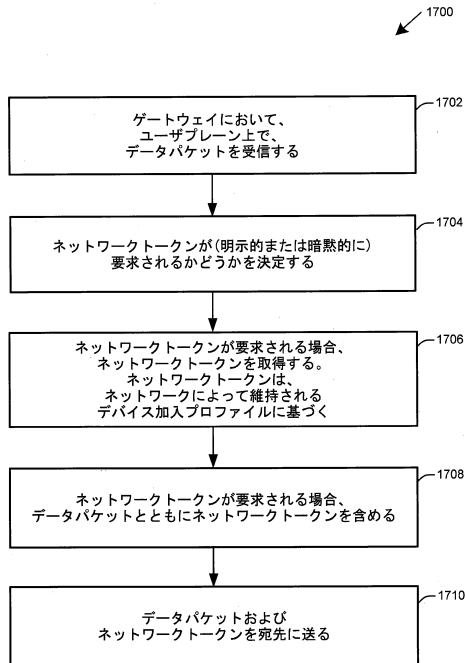 1700
1702
ゲートウェイにおいて、
ユーザプレーン上で、
データパケットを受信する
1704
ネットワークトークンが(明示的または暗黙的に)
要求されるかどうかを決定する
1706
ネットワークトークンが要求される場合、
ネットワークトークンを取得する。
ネットワークトークンは、
ネットワークによって維持される
デバイス加入プロファイルに基づく
1708
ネットワークトークンが要求される場合、
データパケットとともにネットワークトークンを含める
1710
データパケットおよび
ネットワークトークンを宛先に送る